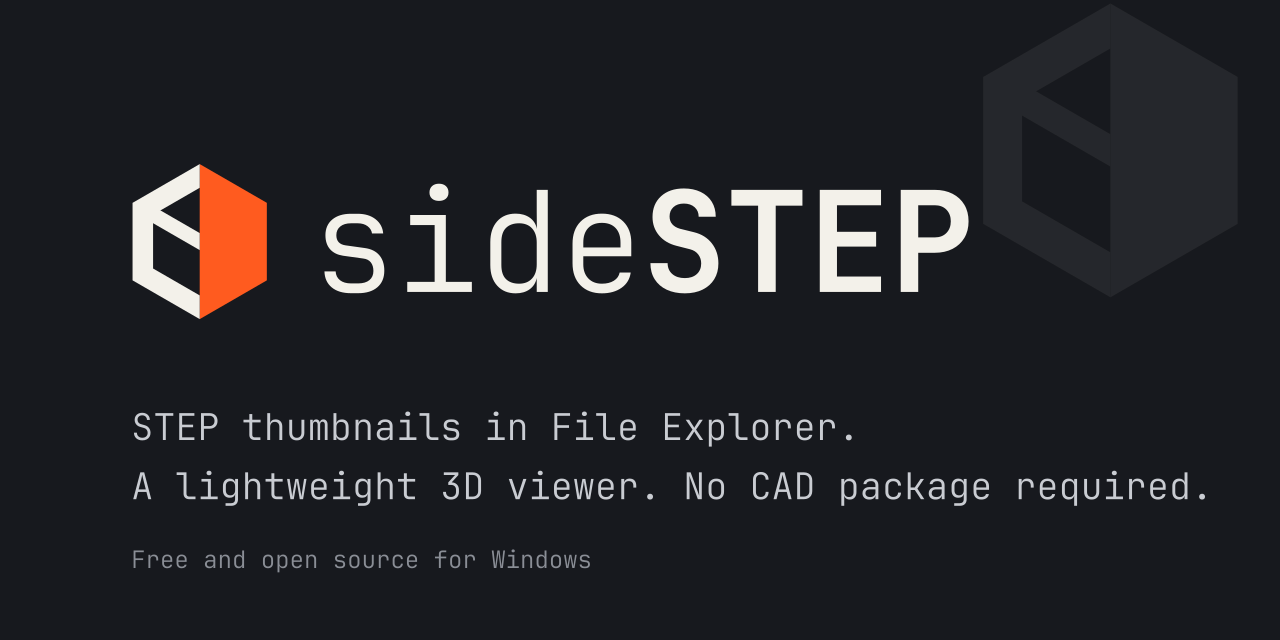 sideSTEP
STEP thumbnails in File Explorer.
A lightweight 3D viewer. No CAD package required.
Free and open source for Windows